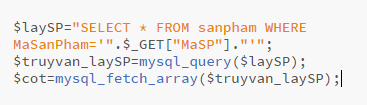 $laySP="SELECT * FROM sanpham WHERE
MaSanPham='".$_GET["MaSP"]."'";
$truyvan_laySP=mysql_query($laySP);
$cot=mysql_fetch_array($truyvan_laySP);